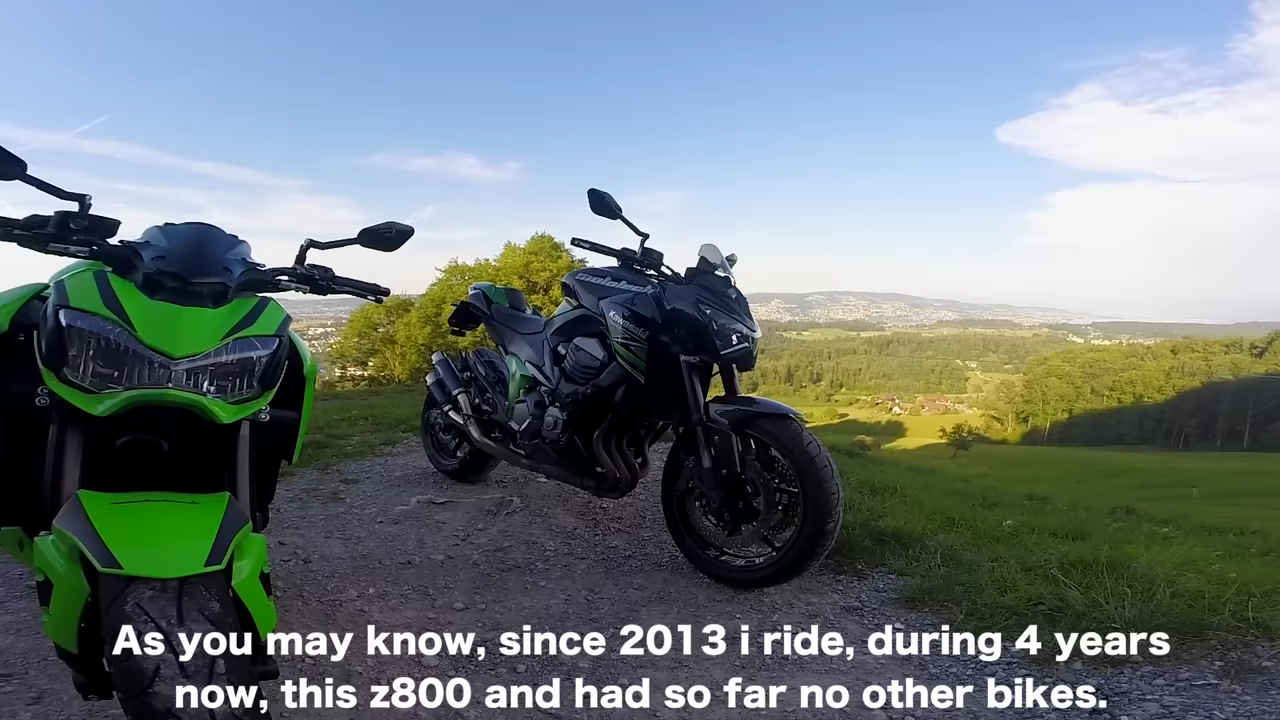 Kawasaki
As you may know, since 2013 i ride, during 4 years
now, this z800 and had so far no other bikes.